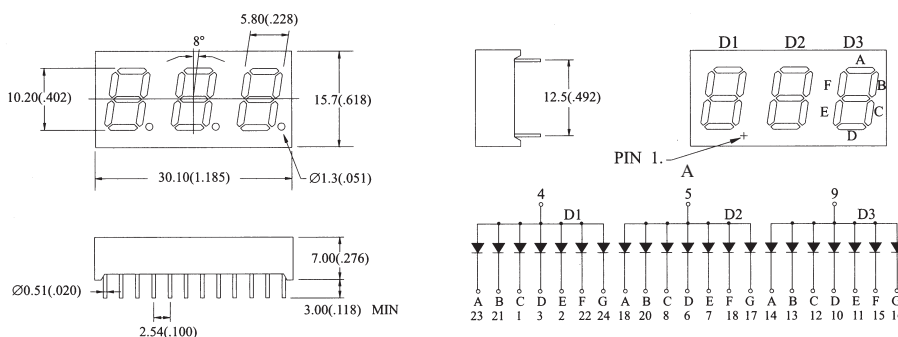 5.80(.228)
8°
10.20(.402)
15.7(.618)
30.10(1.185)
Ø1.3(.051)
12.5(.492)
D1 D2 D3
A
F B
E C
D
PIN 1.
A
7.00(.276)
Ø0.51(.020)
3.00(.118) MIN
2.54(.100)
4 5 9
D1 D2 D3
A B C D E F G A B C D E F G A B C D E F G
23 21 1 3 2 22 24 18 20 8 6 7 18 17 14 13 12 10 11 15 16